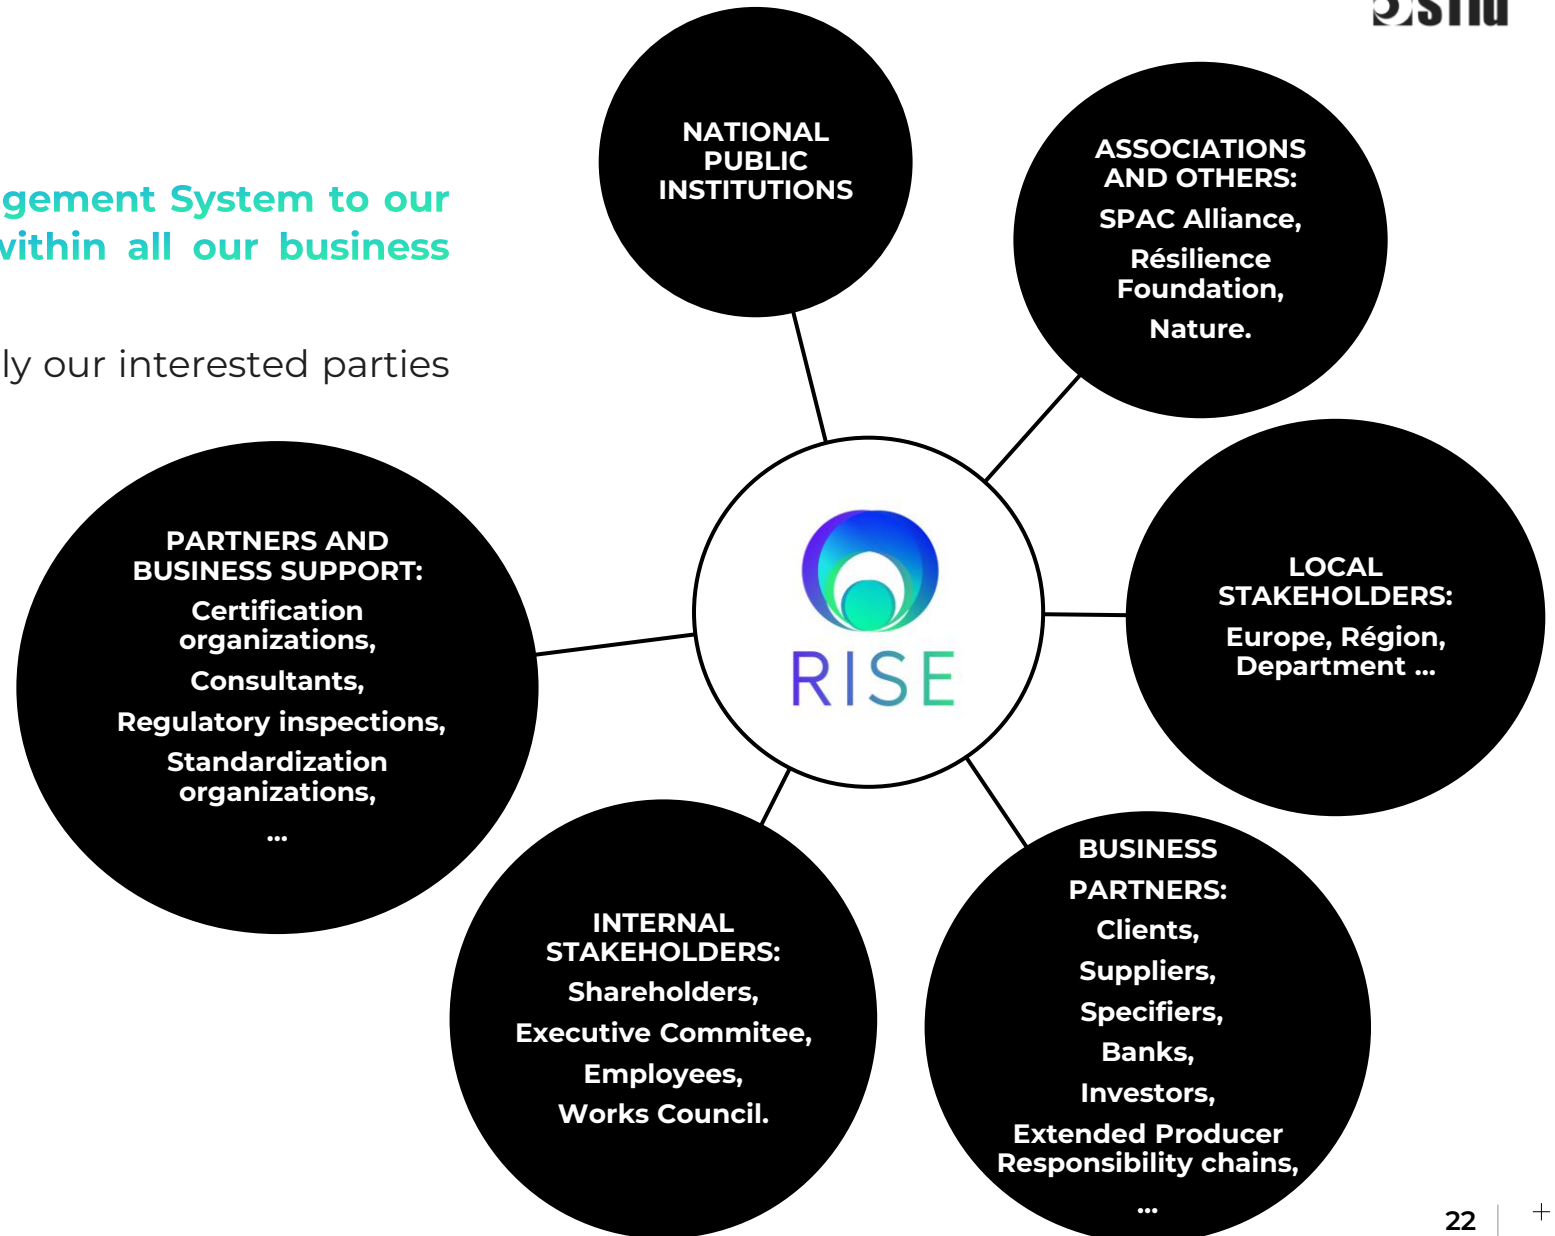 STid
gement System to our
within all our business
ly our interested parties
NATIONAL
PUBLIC
INSTITUTIONS
ASSOCIATIONS
AND OTHERS:
SPAC Alliance,
Résilience
Foundation,
Nature.
LOCAL
STAKEHOLDERS:
Europe, Région,
Department ...
BUSINESS
PARTNERS:
Clients,
Suppliers,
Specifiers,
Banks,
Investors,
Extended Producer
Responsibility chains,
...
INTERNAL
STAKEHOLDERS:
Shareholders,
Executive Commitee,
Employees,
Works Council.
PARTNERS AND
BUSINESS SUPPORT:
Certification
organizations,
Consultants,
Regulatory inspections,
Standardization
organizations,
...
RISE
22